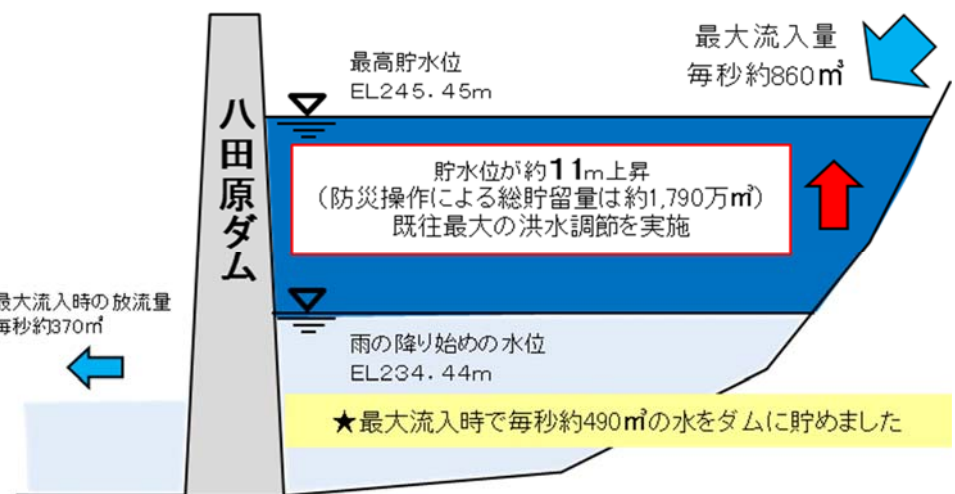 最大流入量
毎秒約860㎥
最高貯水位
EL245.45m
八田原ダム
貯水位が約11m上昇
(防災操作による総貯留量は約1,790万㎥)
既往最大の洪水調節を実施
最大流入時の放流量
毎秒約370㎥
雨の降り始めの水位
EL234.44m
★最大流入時で毎秒約490㎥の水をダムに貯めました